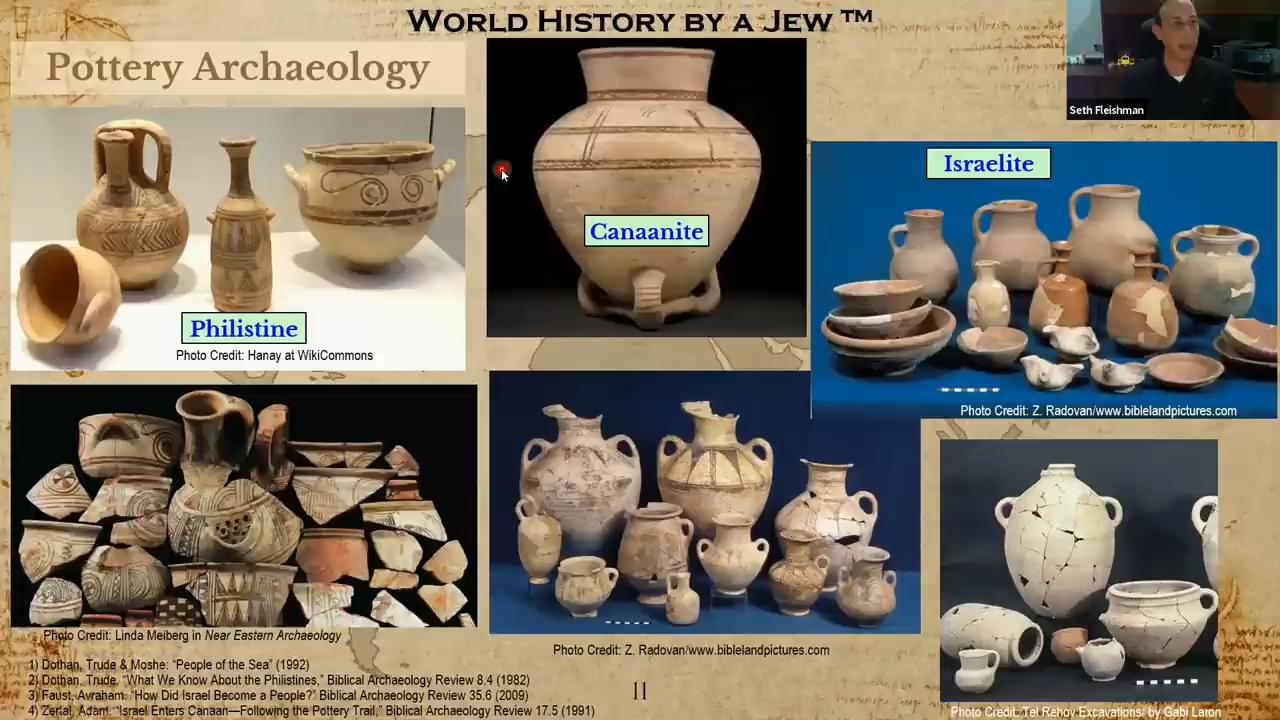 WORLD HISTORY BY A JEW ™
Pottery Archaeology
Seth Fleishman
Israelite
Canaanite
Philistine
Photo Credit: Hanay at WikiCommons
Photo Credit: Z. Radovan/www.biblelandpictures.com
Photo Credit: Linda Meiberg in Near Eastern Archaeology
Photo Credit: Z. Radovan/www.biblelandpictures.com
1) Dothan, Trude & Moshe: “People of the Sea” (1992)
2) Dothan. Trude. “What We Know About the Philistines,” Biblical Archaeology Review 8.4 (1982)
3) Faust, Avraham. “How Did Israel Become a People?” Biblical Archaeology Review 35.6 (2009)
4) Zertal, Adam. “Israel Enters Canaan—Following the Pottery Trail,” Biblical Archaeology Review 17.5 (1991)
11
Photo Credit: Tel Rehov Excavations/ by Gabi Laron